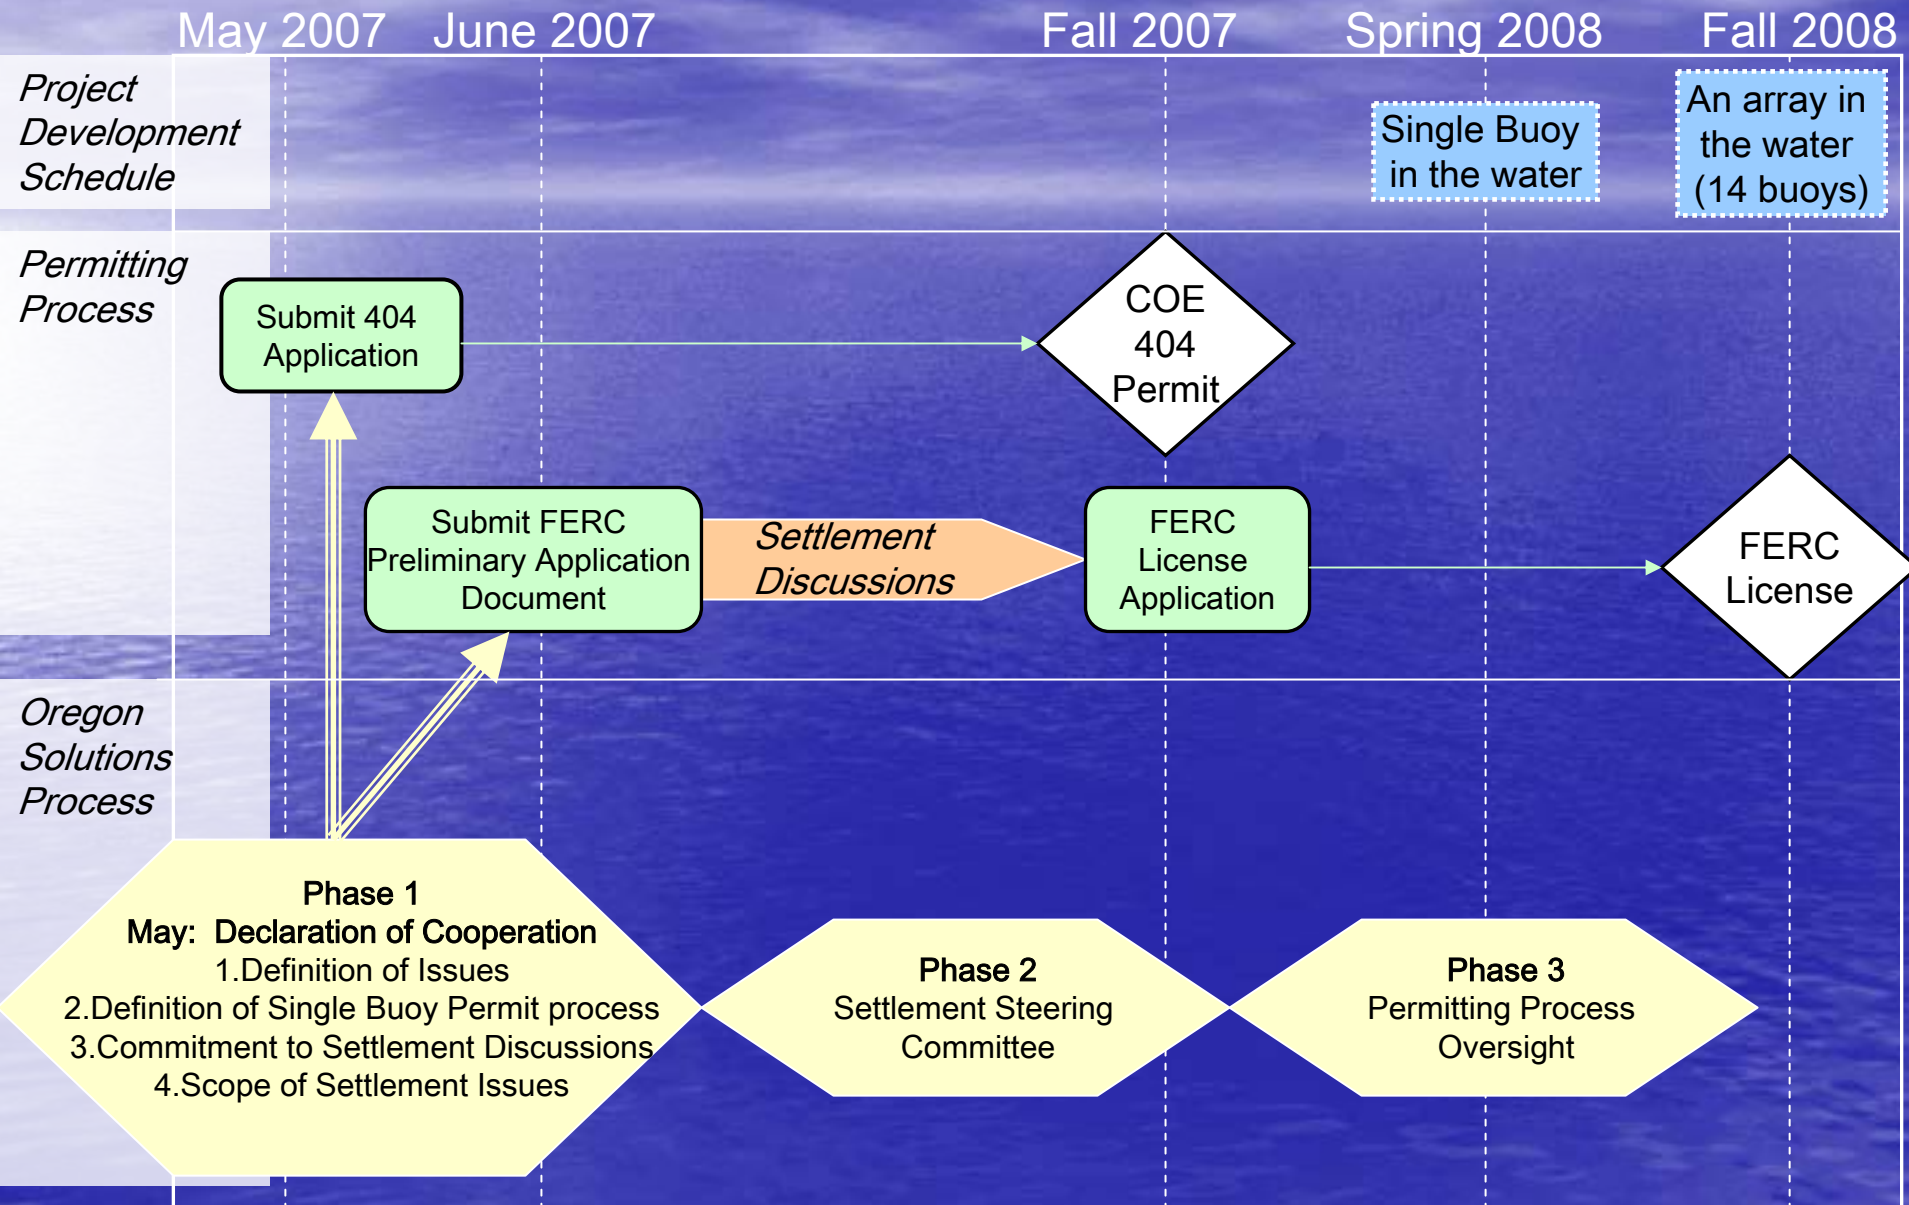 May 2007 June 2007 Fall 2007 Spring 2008 Fall 2008
Project
Development
Schedule
Single Buoy
in the water
An array in
the water
(14 buoys)
Permitting
Process
Submit 404
Application
COE
404
Permit
Submit FERC
Preliminary Application
Document
Settlement
Discussions
FERC
License
Application
FERC
License
Oregon
Solutions
Process
Phase 1
May: Declaration of Cooperation
1.Definition of Issues
2.Definition of Single Buoy Permit process
3.Commitment to Settlement Discussions
4.Scope of Settlement Issues
Phase 2
Settlement Steering
Committee
Phase 3
Permitting Process
Oversight